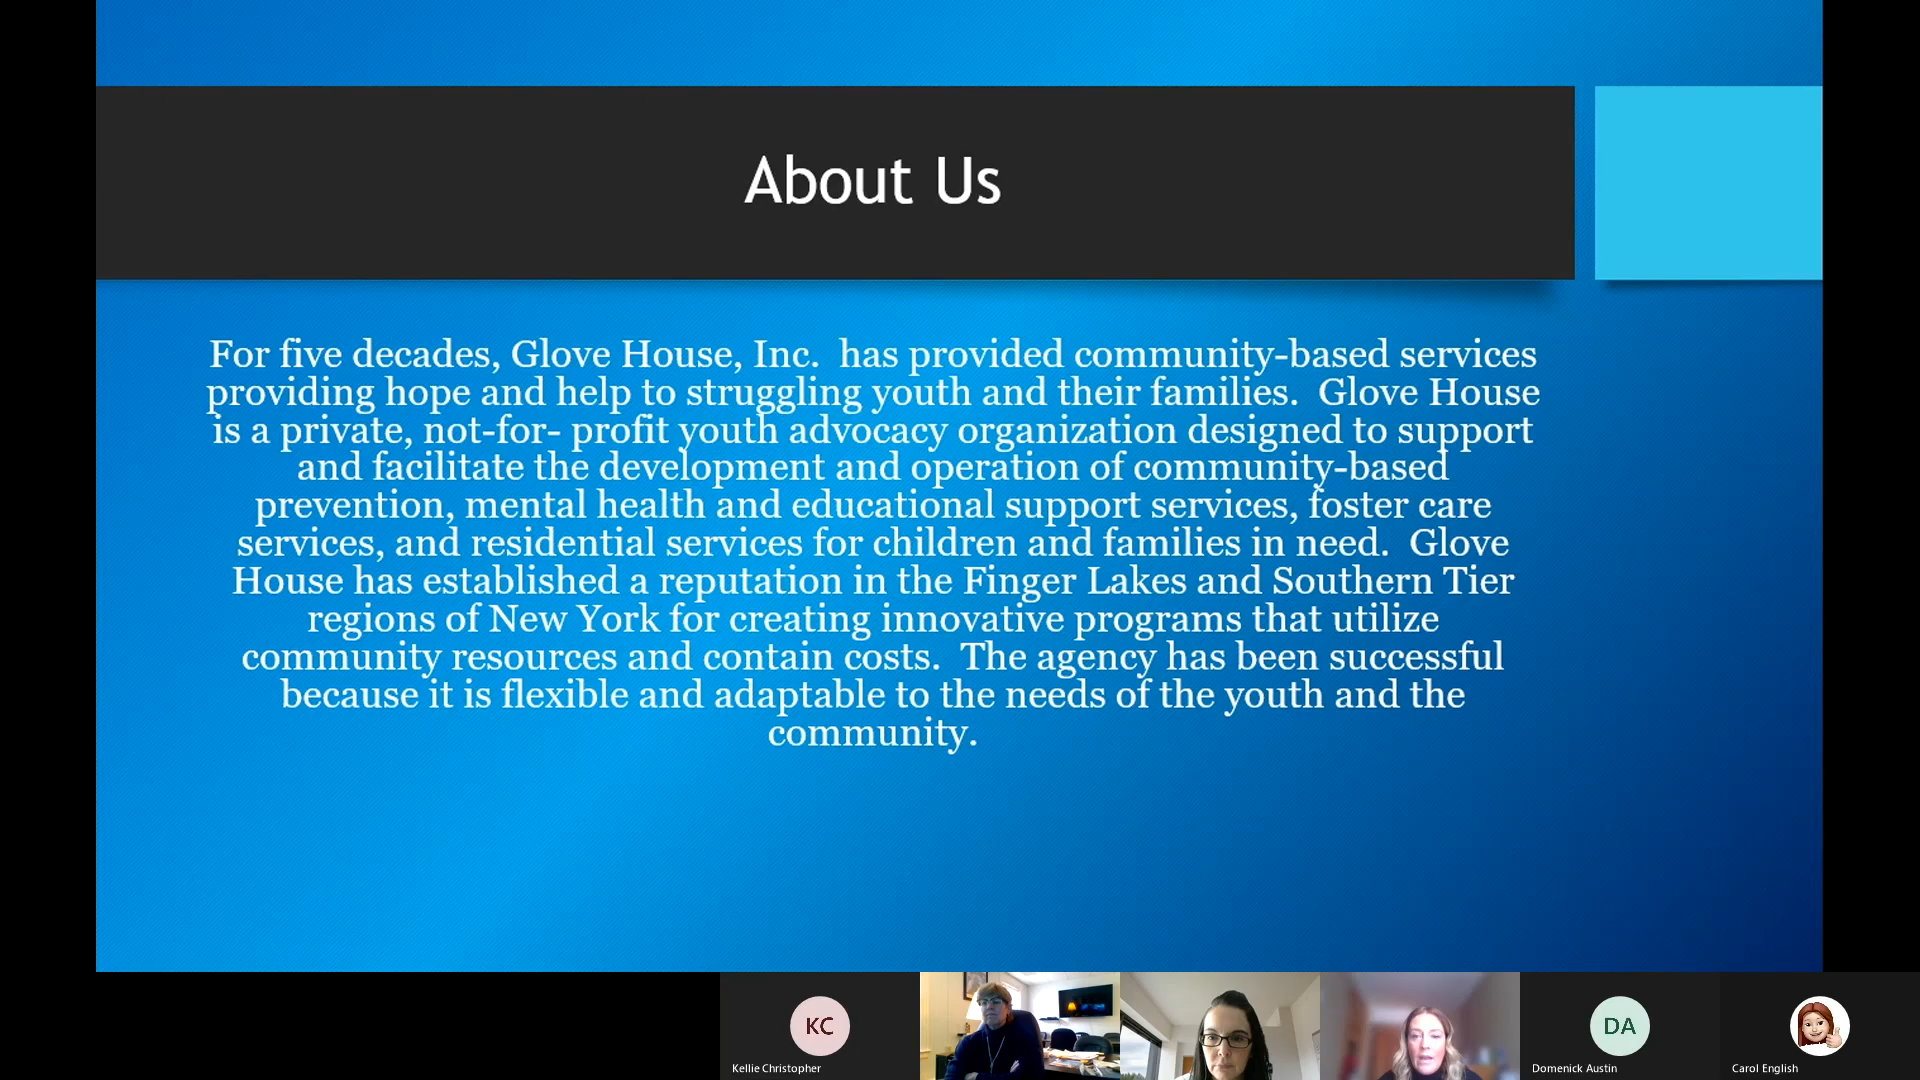 About Us
For five decades, Glove House, Inc.  has provided community-based services
providing hope and help to struggling youth and their families.  Glove House
is a private, not-for- profit youth advocacy organization designed to support
and facilitate the development and operation of community-based
prevention, mental health and educational support services, foster care
services, and residential services for children and families in need.  Glove
House has established a reputation in the Finger Lakes and Southern Tier
regions of New York for creating innovative programs that utilize
community resources and contain costs.  The agency has been successful
because it is flexible and adaptable to the needs of the youth and the
community.
KC
DA
Kellie Christopher
Domenick Austin
Carol English